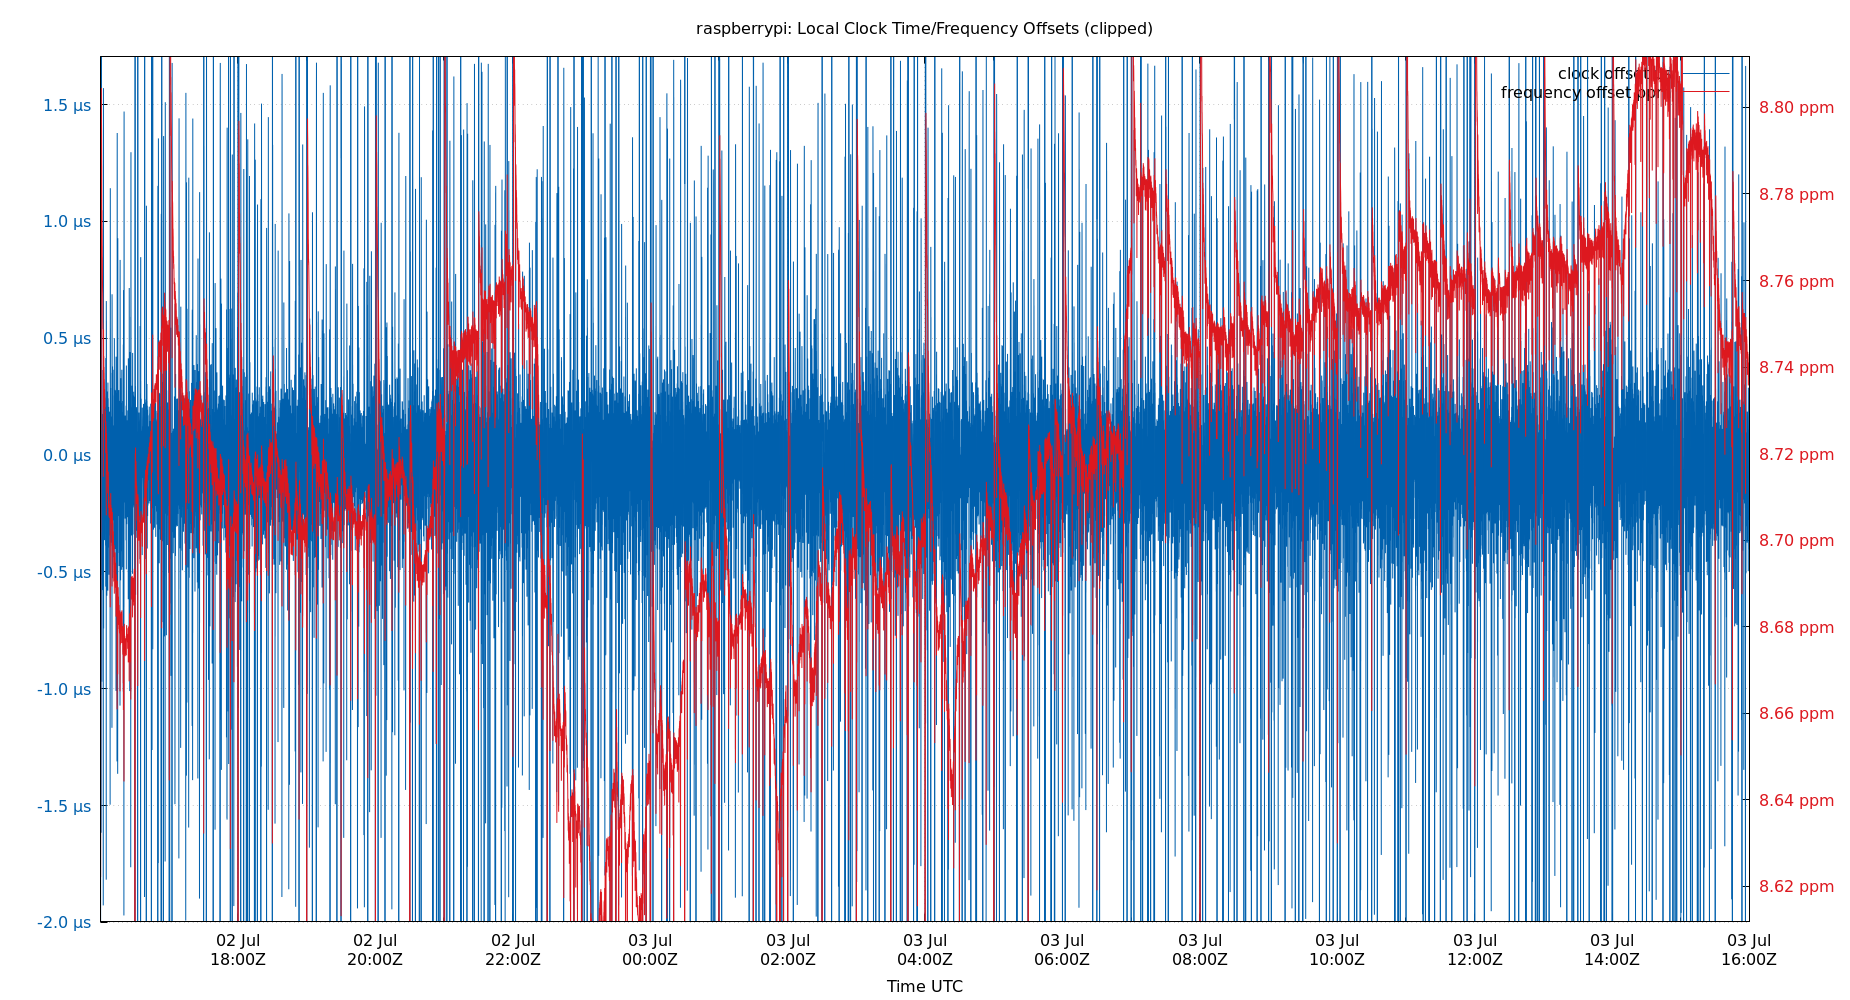 raspberrypi: Local Clock Time/Frequency Offsets (clipped)
clock offset
frequency offset ppm
1.5 µs
1.0 µs
0.5 µs
0.0 µs
-0.5 µs
-1.0 µs
-1.5 µs
-2.0 µs
8.80 ppm
8.78 ppm
8.76 ppm
8.74 ppm
8.72 ppm
8.70 ppm
8.68 ppm
8.66 ppm
8.64 ppm
8.62 ppm
02 Jul 02 Jul 02 Jul 03 Jul 03 Jul 03 Jul 03 Jul 03 Jul 03 Jul 03 Jul 03 Jul 03 Jul
18:00Z 20:00Z 22:00Z 00:00Z 02:00Z 04:00Z 06:00Z 08:00Z 10:00Z 12:00Z 14:00Z 16:00Z
Time UTC